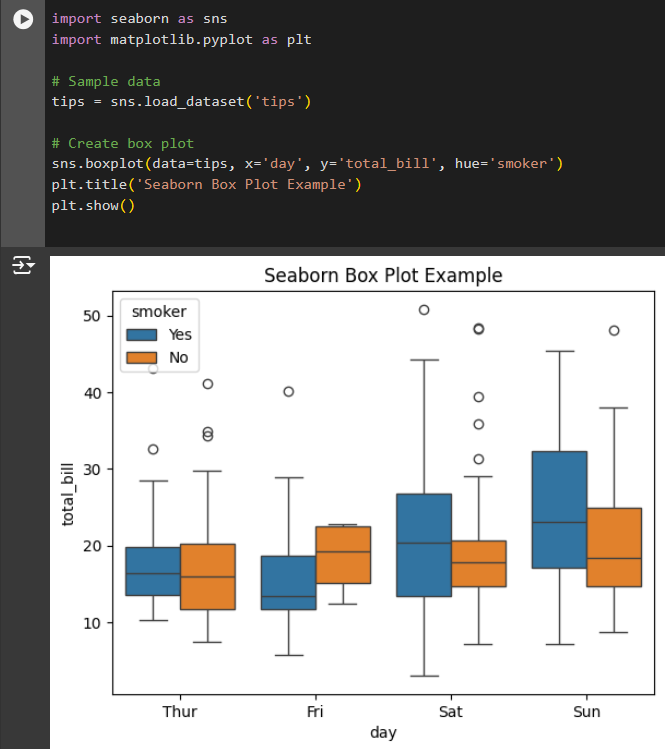 import seaborn as sns
import matplotlib.pyplot as plt
# Sample data
tips = sns.load_dataset('tips')
# Create box plot
sns.boxplot(data=tips, x='day', y='total_bill', hue='smoker')
plt.title('Seaborn Box Plot Example')
plt.show()
Seaborn Box Plot Example
smoker
Yes
No
50
40
30
20
10
total_bill
Thur Fri Sat Sun
day